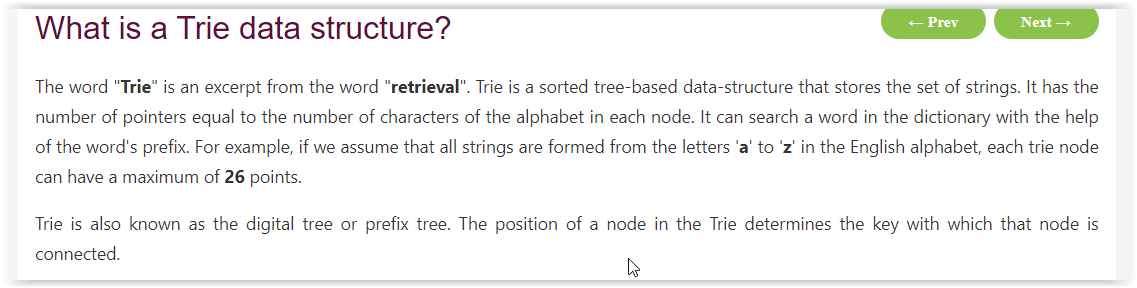 What is a Trie data structure?
← Prev
Next →
The word "Trie" is an excerpt from the word "retrieval". Trie is a sorted tree-based data-structure that stores the set of strings. It has the
number of pointers equal to the number of characters of the alphabet in each node. It can search a word in the dictionary with the help
of the word's prefix. For example, if we assume that all strings are formed from the letters 'a' to 'z' in the English alphabet, each trie node
can have a maximum of 26 points.
Trie is also known as the digital tree or prefix tree. The position of a node in the Trie determines the key with which that node is
connected.